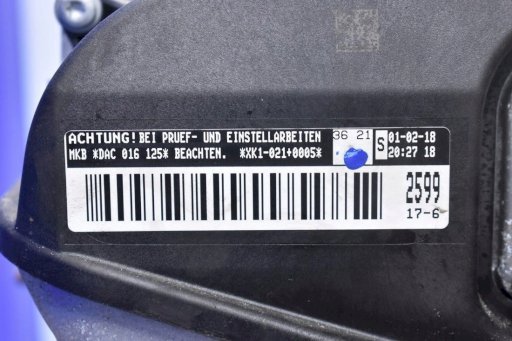 ACHTUNG! BEI PRUEF- UND EINSTELLARBEITEN 36 21 S 01-02-18
MKB *DAC 016 125* BEACHTEN. *XK1-021+0005* 20:27 18
2599
17-6